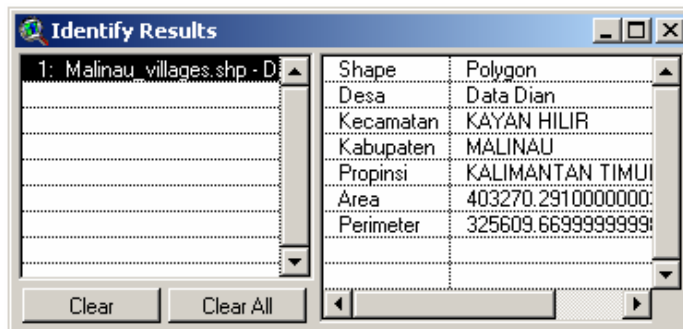 Identify Results
1: Malinau_villages.shp - D
Shape Polygon
Desa Data Dian
Kecamatan KAYAN HILIR
Kabupaten MALINAU
Propinsi KALIMANTAN TIMUI
Area 403270.2910000000
Perimeter 325609.6699999999
Clear Clear All